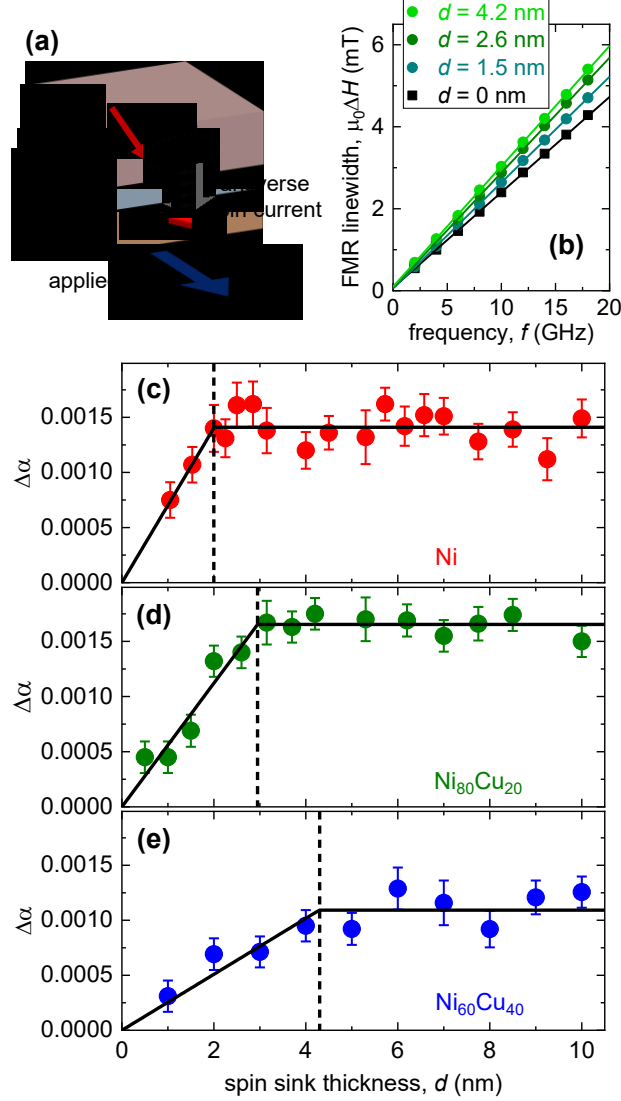 (a)
in current
applied
d = 4.2 nm
d = 2.6 nm
d = 1.5 nm
d = 0 nm
FMR linewidth, μ₀ΔH (mT)
6
4
2
0
(b)
0 5 10 15 20
frequency, f (GHz)
(c)
0.0015
0.0010
0.0005
0.0000
Δα
Ni
(d)
0.0015
0.0010
0.0005
0.0000
Δα
Ni₈₀Cu₂₀
(e)
0.0015
0.0010
0.0005
0.0000
Δα
Ni₆₀Cu₄₀
0 2 4 6 8 10
spin sink thickness, d (nm)